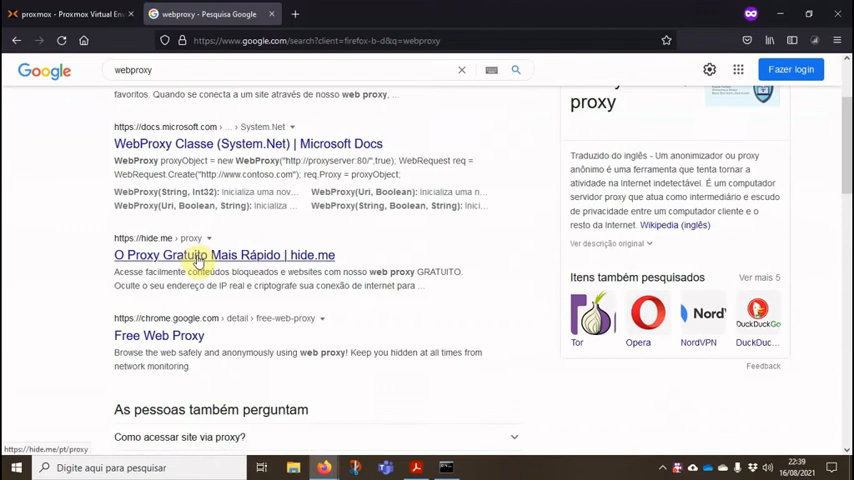 proxmox - Proxmox Virtual En
webproxy - Pesquisa Google
https://www.google.com/search?client=firefox-b-d&q=webproxy
Google
webproxy
Fazer login
favoritos. Quando se conecta a um site através de nosso web proxy, ...
https://docs.microsoft.com › ... › System.Net
WebProxy Classe (System.Net) | Microsoft Docs
WebProxy proxyObject = new WebProxy("http://proxyserver:80/",true); WebRequest req =
WebRequest.Create("http://www.contoso.com"); req.Proxy = proxyObject;
WebProxy(String, Int32): Inicializa uma nov... WebProxy(Uri, Boolean): Inicializa uma n...
WebProxy(Uri, Boolean, String): Inicializa ... WebProxy(Uri, Boolean, String[]): Inici...
https://hide.me › proxy
O Proxy Gratuito Mais Rápido | hide.me
Acesse facilmente conteúdos bloqueados e websites com nosso web proxy GRATUITO.
Oculte o seu endereço de IP real e criptografe sua conexão de internet para ...
https://chrome.google.com › detail › free-web-proxy
Free Web Proxy
Browse the web safely and anonymously using web proxy! Keep you hidden at all times from
network monitoring.
As pessoas também perguntam
Como acessar site via proxy?
proxy
Traduzido do inglês - Um anonimizador ou proxy
anônimo é uma ferramenta que tenta tornar a
atividade na Internet indetectável. É um computador
servidor proxy que atua como intermediário e escudo
de privacidade entre um computador cliente e o
resto da Internet. Wikipedia (inglês)
Ver descrição original
Itens também pesquisados
Ver mais 5
Tor
Opera
NordVPN
DuckDuc...
Feedback
https://hide.me/pt/proxy
Digite aqui para pesquisar
22:39
16/08/2021